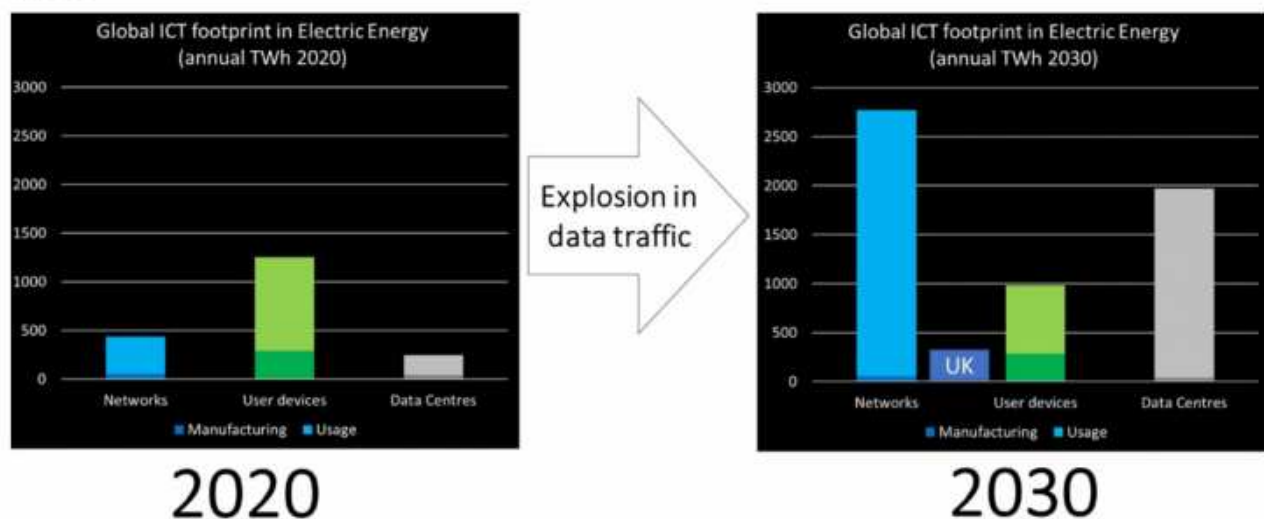 Global ICT footprint in Electric Energy
(annual TWh 2020)
3000
2500
2000
1500
1000
500
0
Networks
User devices
Data Centres
Manufacturing
Usage
2020
Explosion in
data traffic
Global ICT footprint in Electric Energy
(annual TWh 2030)
3000
2500
2000
1500
1000
500
0
UK
Networks
User devices
Data Centres
Manufacturing
Usage
2030